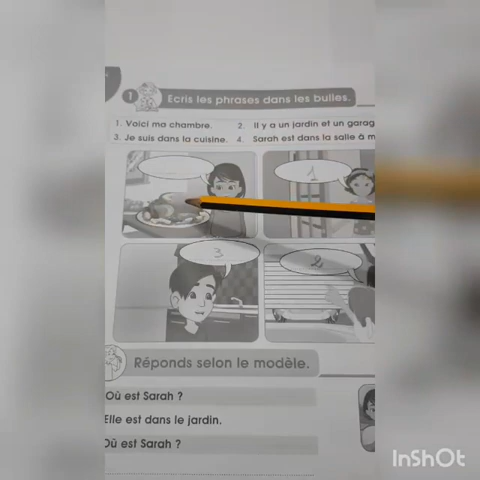 1 Ecris les phrases dans les bulles.
1. Voici ma chambre. 2. Il y a un jardin et un garag
3. Je suis dans la cuisine. 4. Sarah est dans la salle à m
1
3
2
Réponds selon le modèle.
Où est Sarah ?
Elle est dans le jardin.
Où est Sarah ?
InShOt